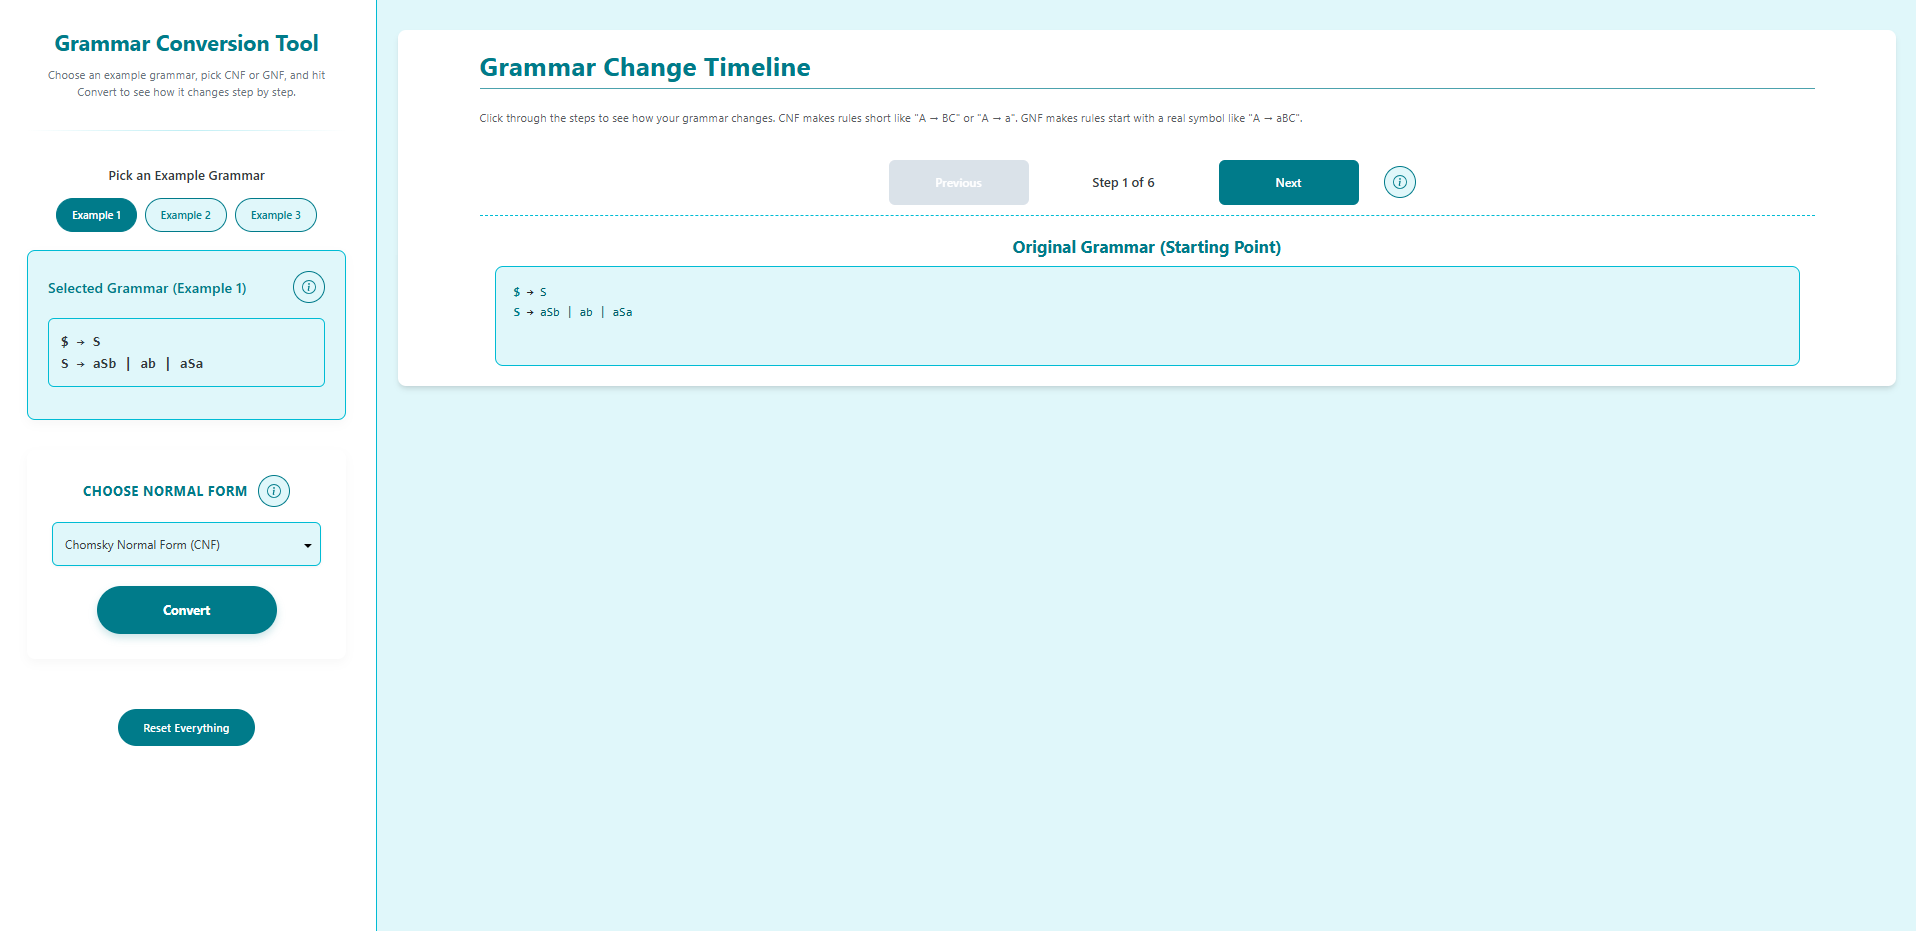 Grammar Conversion Tool
Choose an example grammar, pick CNF or GNF, and hit
Convert to see how it changes step by step.
Pick an Example Grammar
Example 1
Example 2
Example 3
Selected Grammar (Example 1)
$ → S
S → aSb | ab | aSa
CHOOSE NORMAL FORM
Chomsky Normal Form (CNF)
Convert
Reset Everything
Grammar Change Timeline
Click through the steps to see how your grammar changes. CNF makes rules short like "A → BC" or "A → a". GNF makes rules start with a real symbol like "A → aBC".
Previous
Step 1 of 6
Next
Original Grammar (Starting Point)
$ → S
S → aSb | ab | aSa